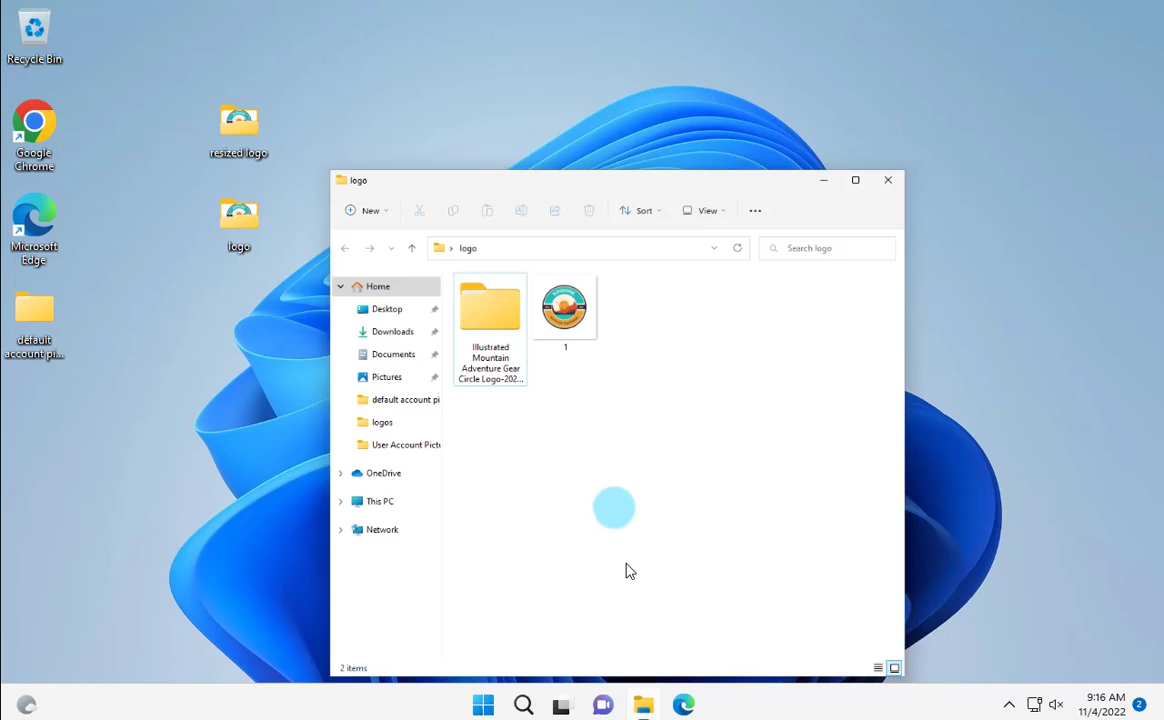 Recycle Bin
Google
Chrome
Microsoft
Edge
default
account pi...
resized logo
logo
logo
New
Sort
View
logo
Search logo
Home
Desktop
Downloads
Documents
Pictures
default account pi
logos
User Account Pictu
OneDrive
This PC
Network
Illustrated
Mountain
Adventure Gear
Circle Logo-202...
1
2 items
9:16 AM
11/4/2022
2